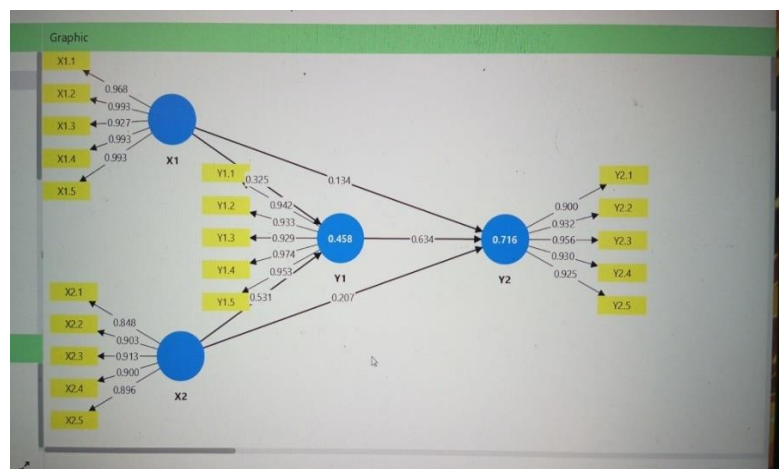 Graphic
X1.1
X1.2
X1.3
X1.4
X1.5
0.968
0.993
0.927
0.993
0.993
X1
Y1.1
Y1.2
Y1.3
Y1.4
Y1.5
0.325
0.942
0.933
0.929
0.974
0.953
0.531
0.134
0.458
Y1
0.634
0.207
0.716
Y2
0.900
0.932
0.956
0.930
0.925
Y2.1
Y2.2
Y2.3
Y2.4
Y2.5
X2.1
X2.2
X2.3
X2.4
X2.5
0.848
0.903
0.913
0.900
0.896
X2